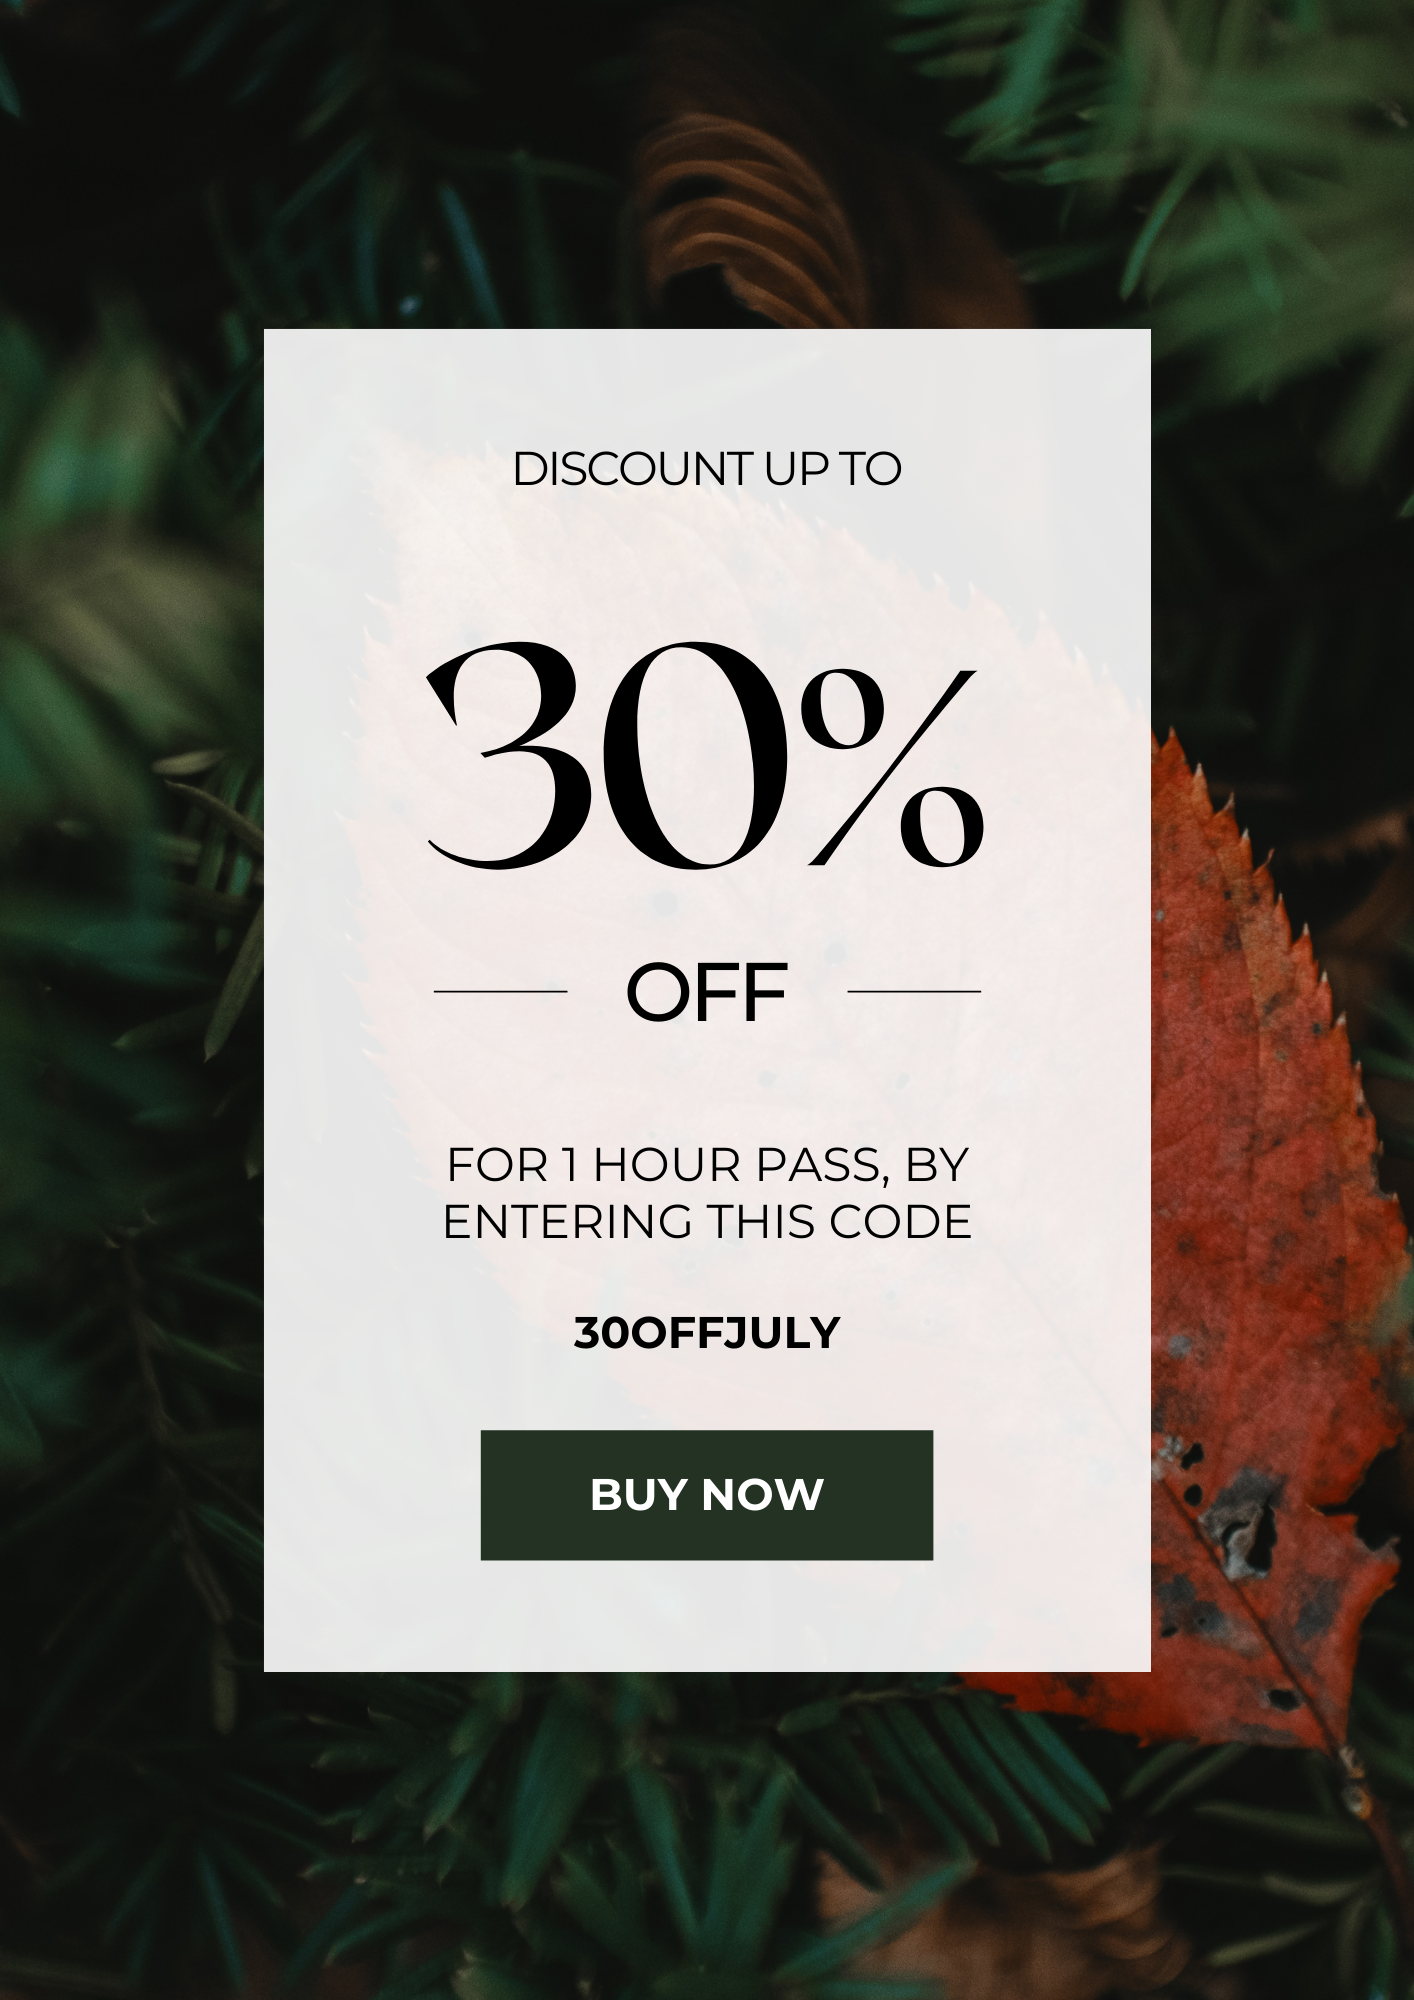 DISCOUNT UP TO
30%
OFF
FOR 1 HOUR PASS, BY
ENTERING THIS CODE
30OFFJULY
BUY NOW